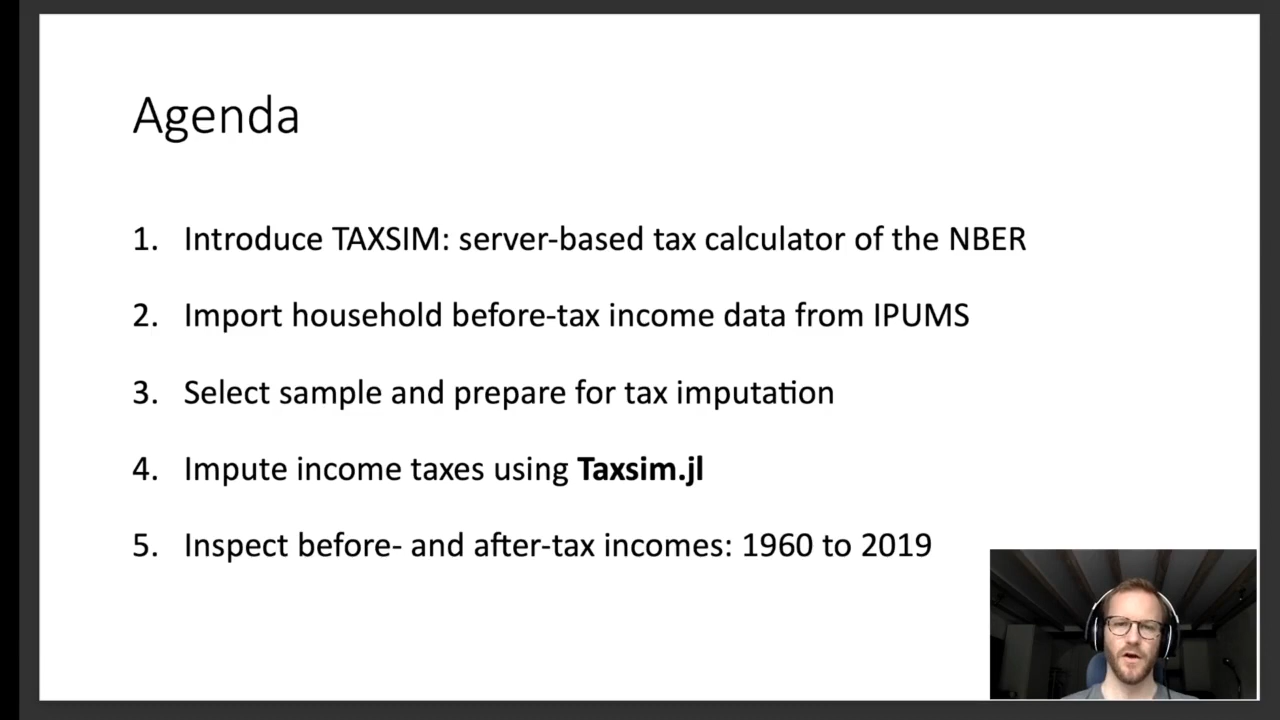 Agenda
1. Introduce TAXSIM: server-based tax calculator of the NBER
2. Import household before-tax income data from IPUMS
3. Select sample and prepare for tax imputation
4. Impute income taxes using Taxsim.jl
5. Inspect before- and after-tax incomes: 1960 to 2019